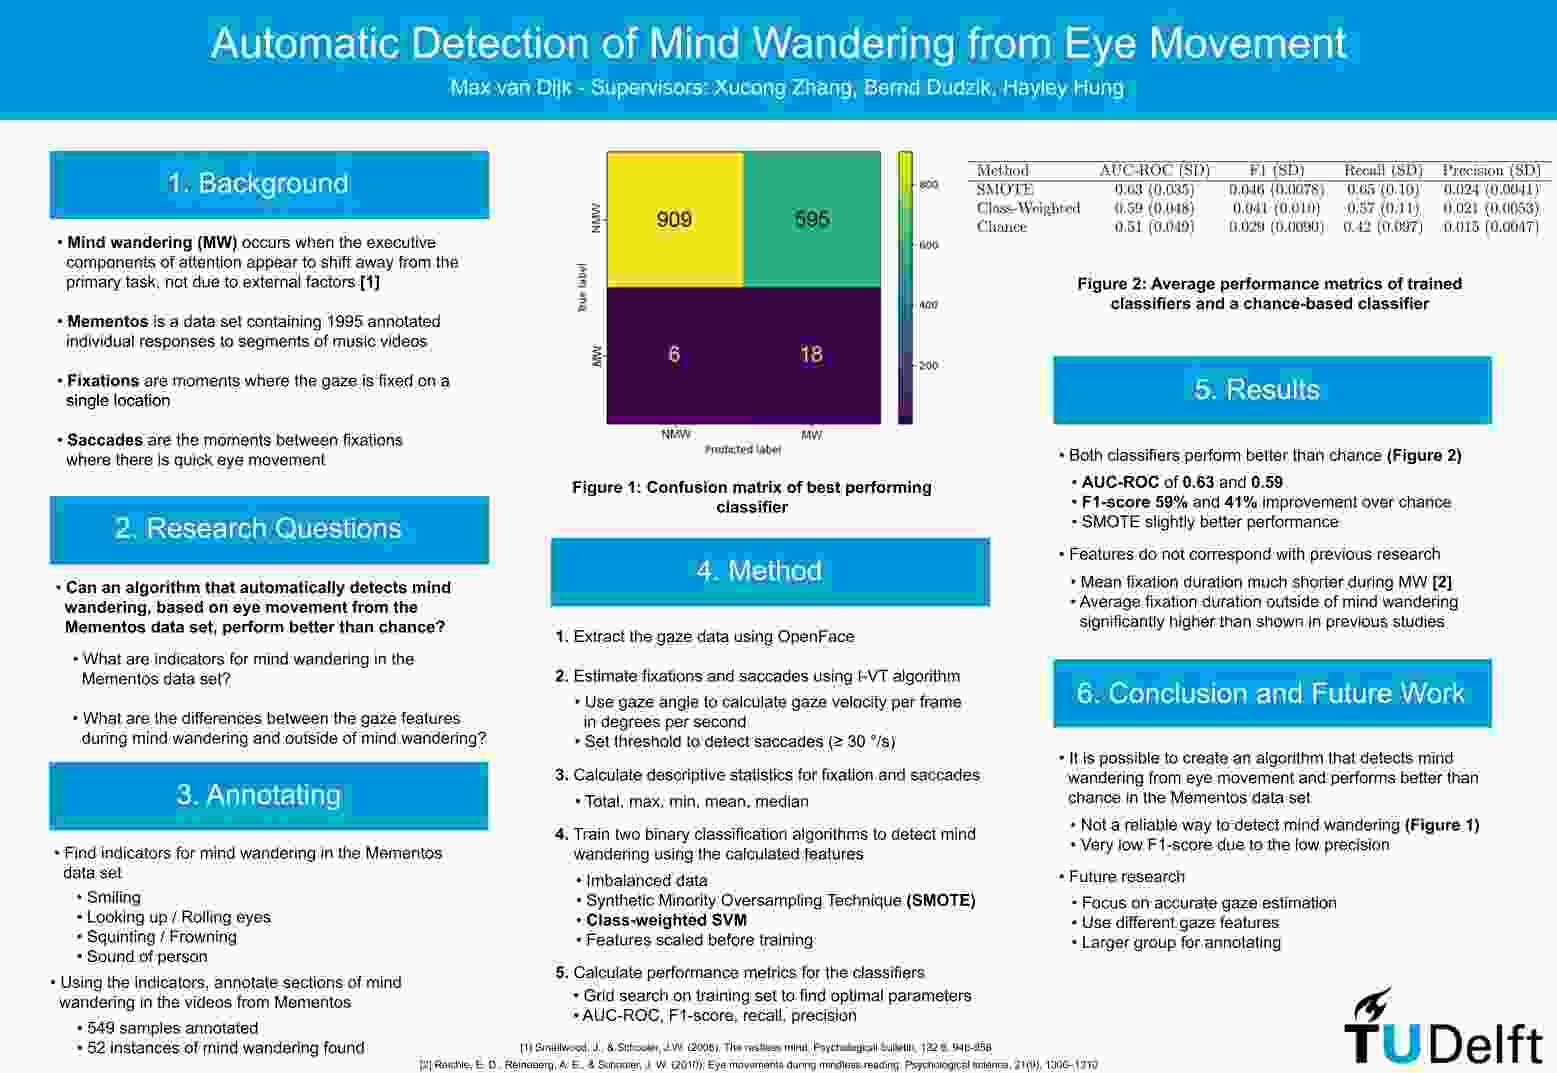 Automatic Detection of Mind Wandering from Eye Movement
Max van Dijk - Supervisors: Xucong Zhang, Bernd Dudzik, Hayley Hung
1. Background
• Mind wandering (MW) occurs when the executive
components of attention appear to shift away from the
primary task, not due to external factors [1]
• Mementos is a data set containing 1995 annotated
individual responses to segments of music videos
• Fixations are moments where the gaze is fixed on a
single location
• Saccades are the moments between fixations
where there is quick eye movement
2. Research Questions
• Can an algorithm that automatically detects mind
wandering, based on eye movement from the
Mementos data set, perform better than chance?
• What are indicators for mind wandering in the
Mementos data set?
• What are the differences between the gaze features
during mind wandering and outside of mind wandering?
3. Annotating
• Find indicators for mind wandering in the Mementos
data set
• Smiling
• Looking up / Rolling eyes
• Squinting / Frowning
• Sound of person
• Using the indicators, annotate sections of mind
wandering in the videos from Mementos
• 549 samples annotated
• 52 instances of mind wandering found
True label
NMW
MW
909
595
6
18
NMW
MW
Predicted label
800
600
400
200
Figure 1: Confusion matrix of best performing
classifier
4. Method
1. Extract the gaze data using OpenFace
2. Estimate fixations and saccades using I-VT algorithm
• Use gaze angle to calculate gaze velocity per frame
in degrees per second
• Set threshold to detect saccades (≥ 30 °/s)
3. Calculate descriptive statistics for fixation and saccades
• Total, max, min, mean, median
4. Train two binary classification algorithms to detect mind
wandering using the calculated features
• Imbalanced data
• Synthetic Minority Oversampling Technique (SMOTE)
• Class-weighted SVM
• Features scaled before training
5. Calculate performance metrics for the classifiers
• Grid search on training set to find optimal parameters
• AUC-ROC, F1-score, recall, precision
Method AUC-ROC (SD) F1 (SD) Recall (SD) Precision (SD)
SMOTE 0.63 (0.035) 0.046 (0.0078) 0.65 (0.10) 0.024 (0.0041)
Class-Weighted 0.59 (0.048) 0.041 (0.010) 0.57 (0.11) 0.021 (0.0053)
Chance 0.51 (0.049) 0.029 (0.0090) 0.42 (0.097) 0.015 (0.0047)
Figure 2: Average performance metrics of trained
classifiers and a chance-based classifier
5. Results
• Both classifiers perform better than chance (Figure 2)
• AUC-ROC of 0.63 and 0.59
• F1-score 59% and 41% improvement over chance
• SMOTE slightly better performance
• Features do not correspond with previous research
• Mean fixation duration much shorter during MW [2]
• Average fixation duration outside of mind wandering
significantly higher than shown in previous studies
6. Conclusion and Future Work
• It is possible to create an algorithm that detects mind
wandering from eye movement and performs better than
chance in the Mementos data set
• Not a reliable way to detect mind wandering (Figure 1)
• Very low F1-score due to the low precision
• Future research
• Focus on accurate gaze estimation
• Use different gaze features
• Larger group for annotating
[1] Smallwood, J., & Schooler, J.W. (2006). The restless mind. Psychological bulletin, 132 6, 946-958
[2] Reichle, E. D., Reineberg, A. E., & Schooler, J. W. (2010). Eye movements during mindless reading. Psychological science, 21(9), 1300–1310
TU Delft